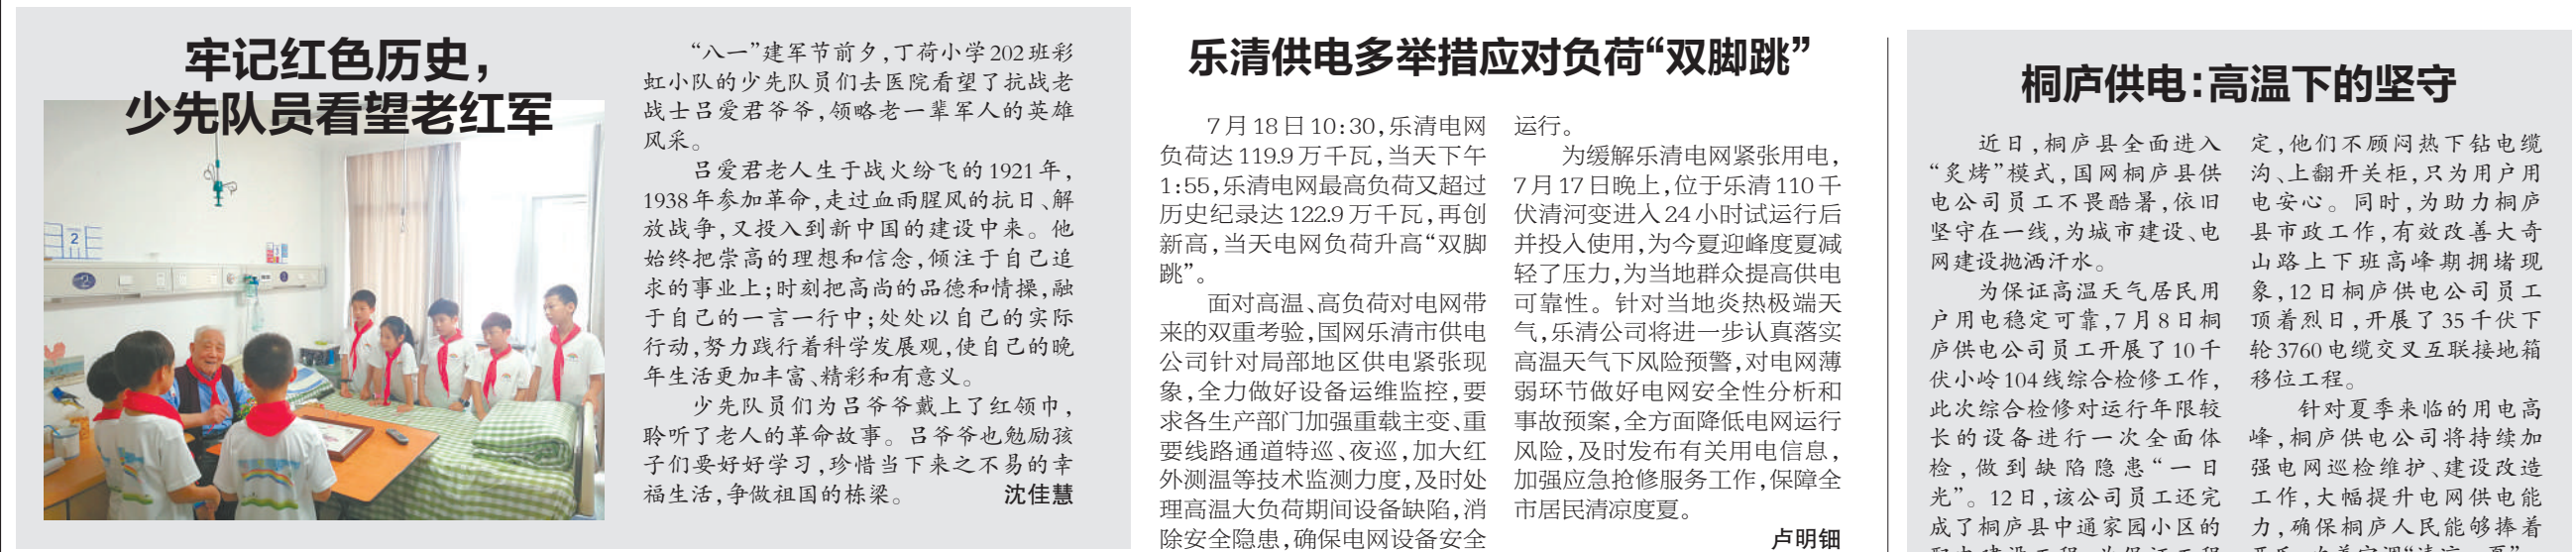 牢记红色历史，
少先队员看望老红军
2
2
“八一”建军节前夕，丁荷小学202班彩
虹小队的少先队员们去医院看望了抗战老
战士吕爱君爷爷，领略老一辈军人的英雄
风采。
吕爱君老人生于战火纷飞的1921年，
1938年参加革命，走过血雨腥风的抗日、解
放战争，又投入到新中国的建设中来。他
始终把崇高的理想和信念，倾注于自己追
求的事业上；时刻把高尚的品德和情操，融
于自己的一言一行中；处处以自己的实际
行动，努力践行着科学发展观，使自己的晚
年生活更加丰富、精彩和有意义。
少先队员们为吕爷爷戴上了红领巾，
聆听了老人的革命故事。吕爷爷也勉励孩
子们要好好学习，珍惜当下来之不易的幸
福生活，争做祖国的栋梁。 沈佳慧
乐清供电多举措应对负荷“双脚跳”
7月18日10:30，乐清电网
负荷达119.9万千瓦，当天下午
1:55，乐清电网最高负荷又超过
历史纪录达122.9万千瓦，再创
新高，当天电网负荷升高“双脚
跳”。
面对高温、高负荷对电网带
来的双重考验，国网乐清市供电
公司针对局部地区供电紧张现
象，全力做好设备运维监控，要
求各生产部门加强重载主变、重
要线路通道特巡、夜巡，加大红
外测温等技术监测力度，及时处
理高温大负荷期间设备缺陷，消
除安全隐患，确保电网设备安全
运行。
为缓解乐清电网紧张用电，
7月17日晚上，位于乐清110千
伏清河变进入24小时试运行后
并投入使用，为今夏迎峰度夏减
轻了压力，为当地群众提高供电
可靠性。针对当地炎热极端天
气，乐清公司将进一步认真落实
高温天气下风险预警，对电网薄
弱环节做好电网安全性分析和
事故预案，全方面降低电网运行
风险，及时发布有关用电信息，
加强应急抢修服务工作，保障全
市居民清凉度夏。
卢明钿
桐庐供电：高温下的坚守
近日，桐庐县全面进入
“炙烤”模式，国网桐庐县供
电公司员工不畏酷暑，依旧
坚守在一线，为城市建设、电
网建设抛洒汗水。
为保证高温天气居民用
户用电稳定可靠，7月8日桐
庐供电公司员工开展了10千
伏小岭104线综合检修工作，
此次综合检修对运行年限较
长的设备进行一次全面体
检，做到缺陷隐患“一日
光”。12日，该公司员工还完
成了桐庐县中通家园小区的
定，他们不顾闷热下钻电缆
沟、上翻开关柜，只为用户用
电安心。同时，为助力桐庐
县市政工作，有效改善大奇
山路上下班高峰期拥堵现
象，12日桐庐供电公司员工
顶着烈日，开展了35千伏下
轮3760电缆交叉互联接地箱
移位工程。
针对夏季来临的用电高
峰，桐庐供电公司将持续加
强电网巡检维护、建设改造
工作，大幅提升电网供电能
力，确保桐庐人民能够捧着